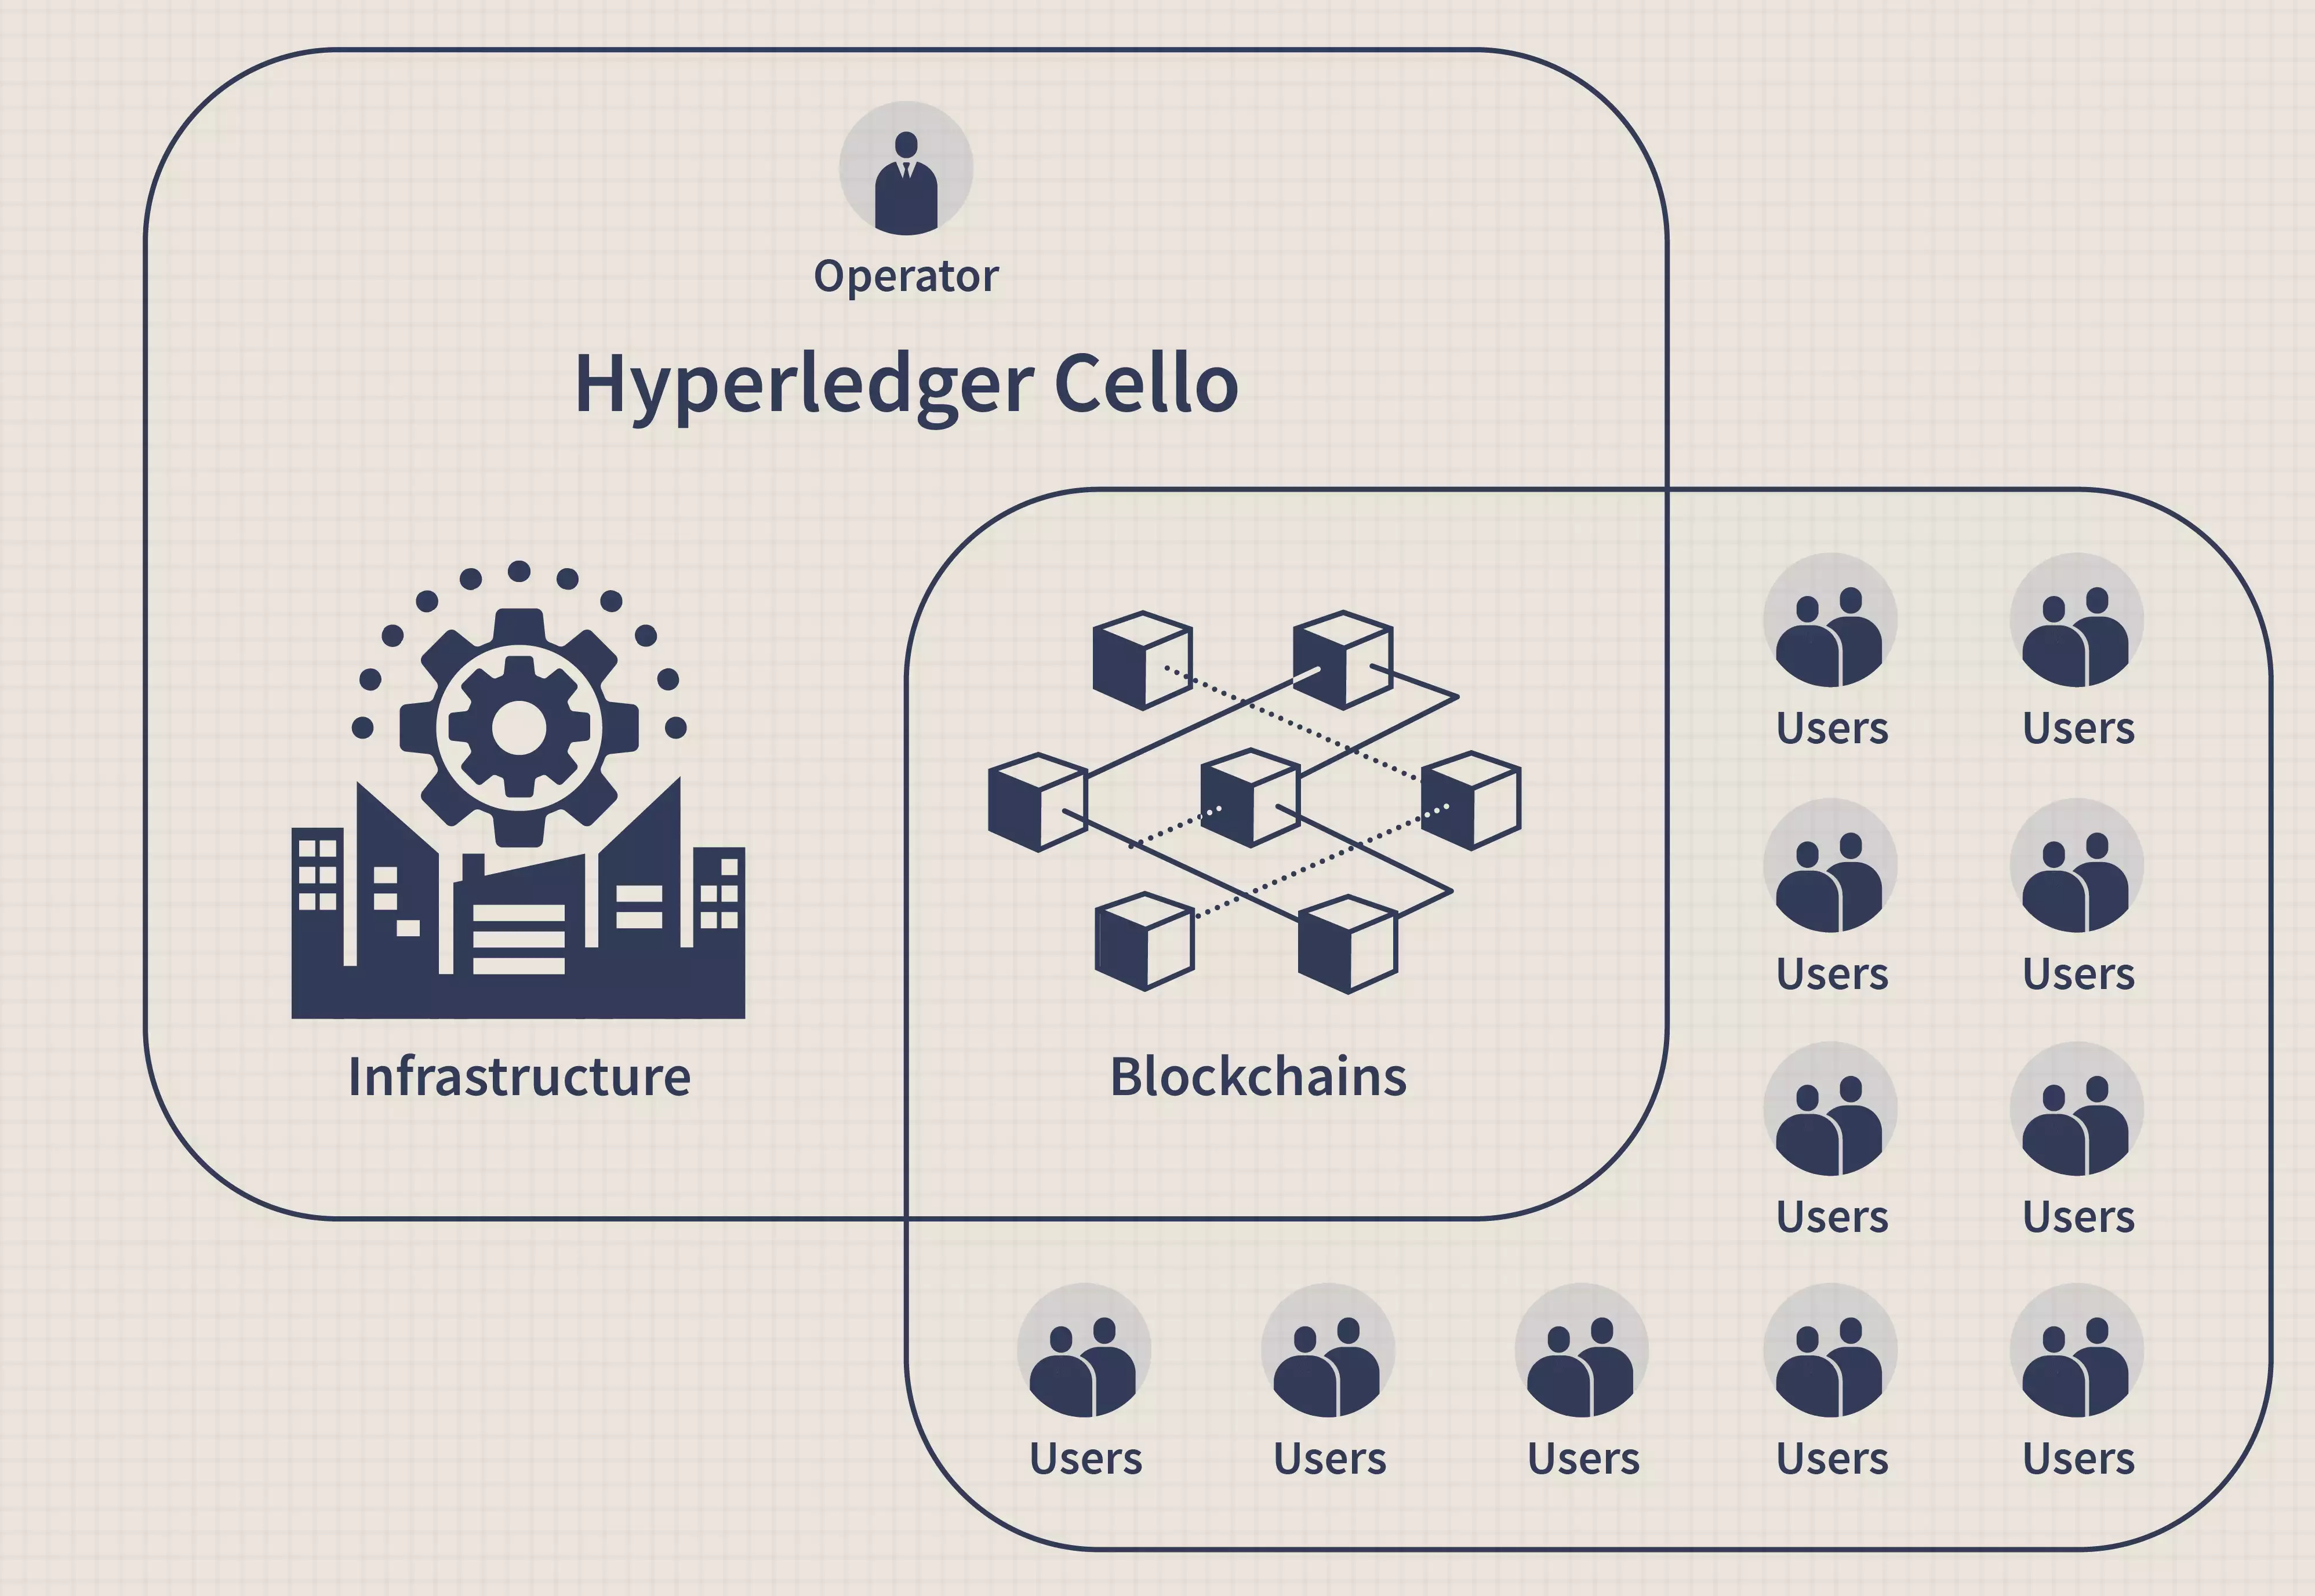 Operator
Hyperledger Cello
Users Users
Users Users
Infrastructure Blockchains
Users Users
Users Users Users Users Users